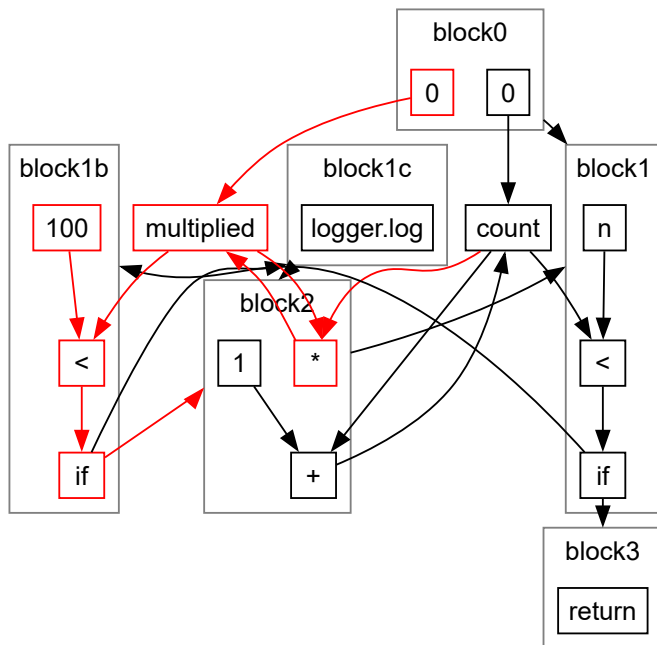 block0
0
0
block1b
block1c
block1
100
multiplied
logger.log
count
n
block2
<
1
*
<
if
+
if
block3
return